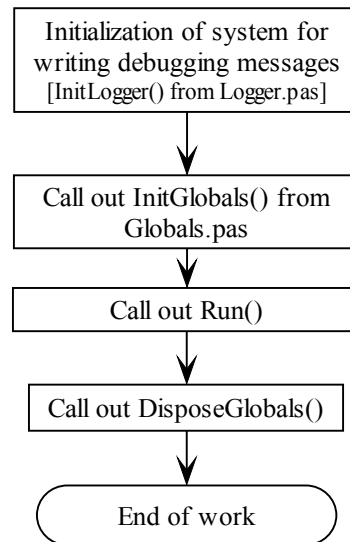 Initialization of system for
writing debugging messages
[InitLogger() from Logger.pas]
Call out InitGlobals() from
Globals.pas
Call out Run()
Call out DisposeGlobals()
End of work